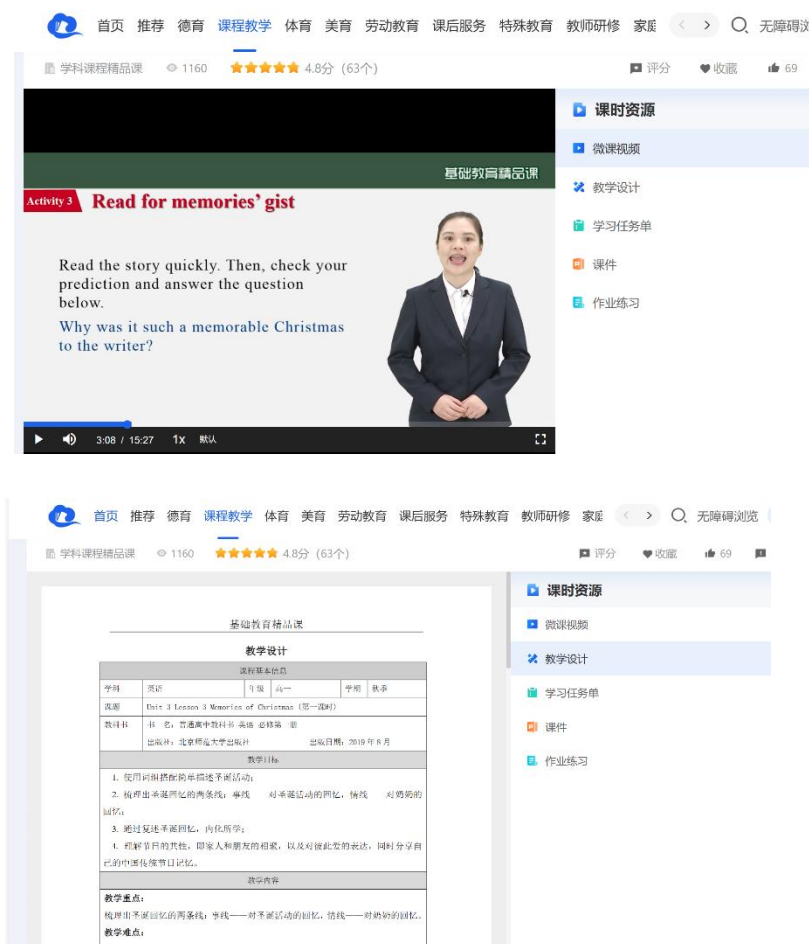 首页 推荐 德育 课程教学 体育 美育 劳动教育 课后服务 特殊教育 教师研修 家庭 无障碍浏
学科课程精品课 1160 4.8分（63个） 评分 收藏 69
课时资源
微课视频
教学设计
学习任务单
课件
作业练习
基础教育精品课
Activity 3 Read for memories’ gist
Read the story quickly. Then, check your
prediction and answer the question
below.
Why was it such a memorable Christmas
to the writer?
3:08 / 15:27 1x 默认
首页 推荐 德育 课程教学 体育 美育 劳动教育 课后服务 特殊教育 教师研修 家庭 无障碍浏览
学科课程精品课 1160 4.8分（63个） 评分 收藏 69
课时资源
微课视频
教学设计
学习任务单
课件
作业练习
基础教育精品课
教学设计
课程基本信息
学科 英语 年级 高一 学期 秋季
课题 Unit 3 Lesson 3 Memories of Christmas（第一课时）
教科书 书 名：普通高中教科书 英语 必修第一册
出版社：北京师范大学出版社 出版日期：2019 年 8 月
教学目标
1. 使用词组搭配简单描述圣诞活动；
2. 梳理出圣诞回忆的两条线：事线 对圣诞活动的回忆，情线 对奶奶的
回忆；
3. 通过复述圣诞回忆，内化所学；
4. 理解节日的共性，即家人和朋友的相聚，以及对彼此爱的表达，同时分享自
己的中国传统节日记忆。
教学内容
教学重点：
梳理出圣诞回忆的两条线：事线——对圣诞活动的回忆，情线——对奶奶的回忆。
教学难点：